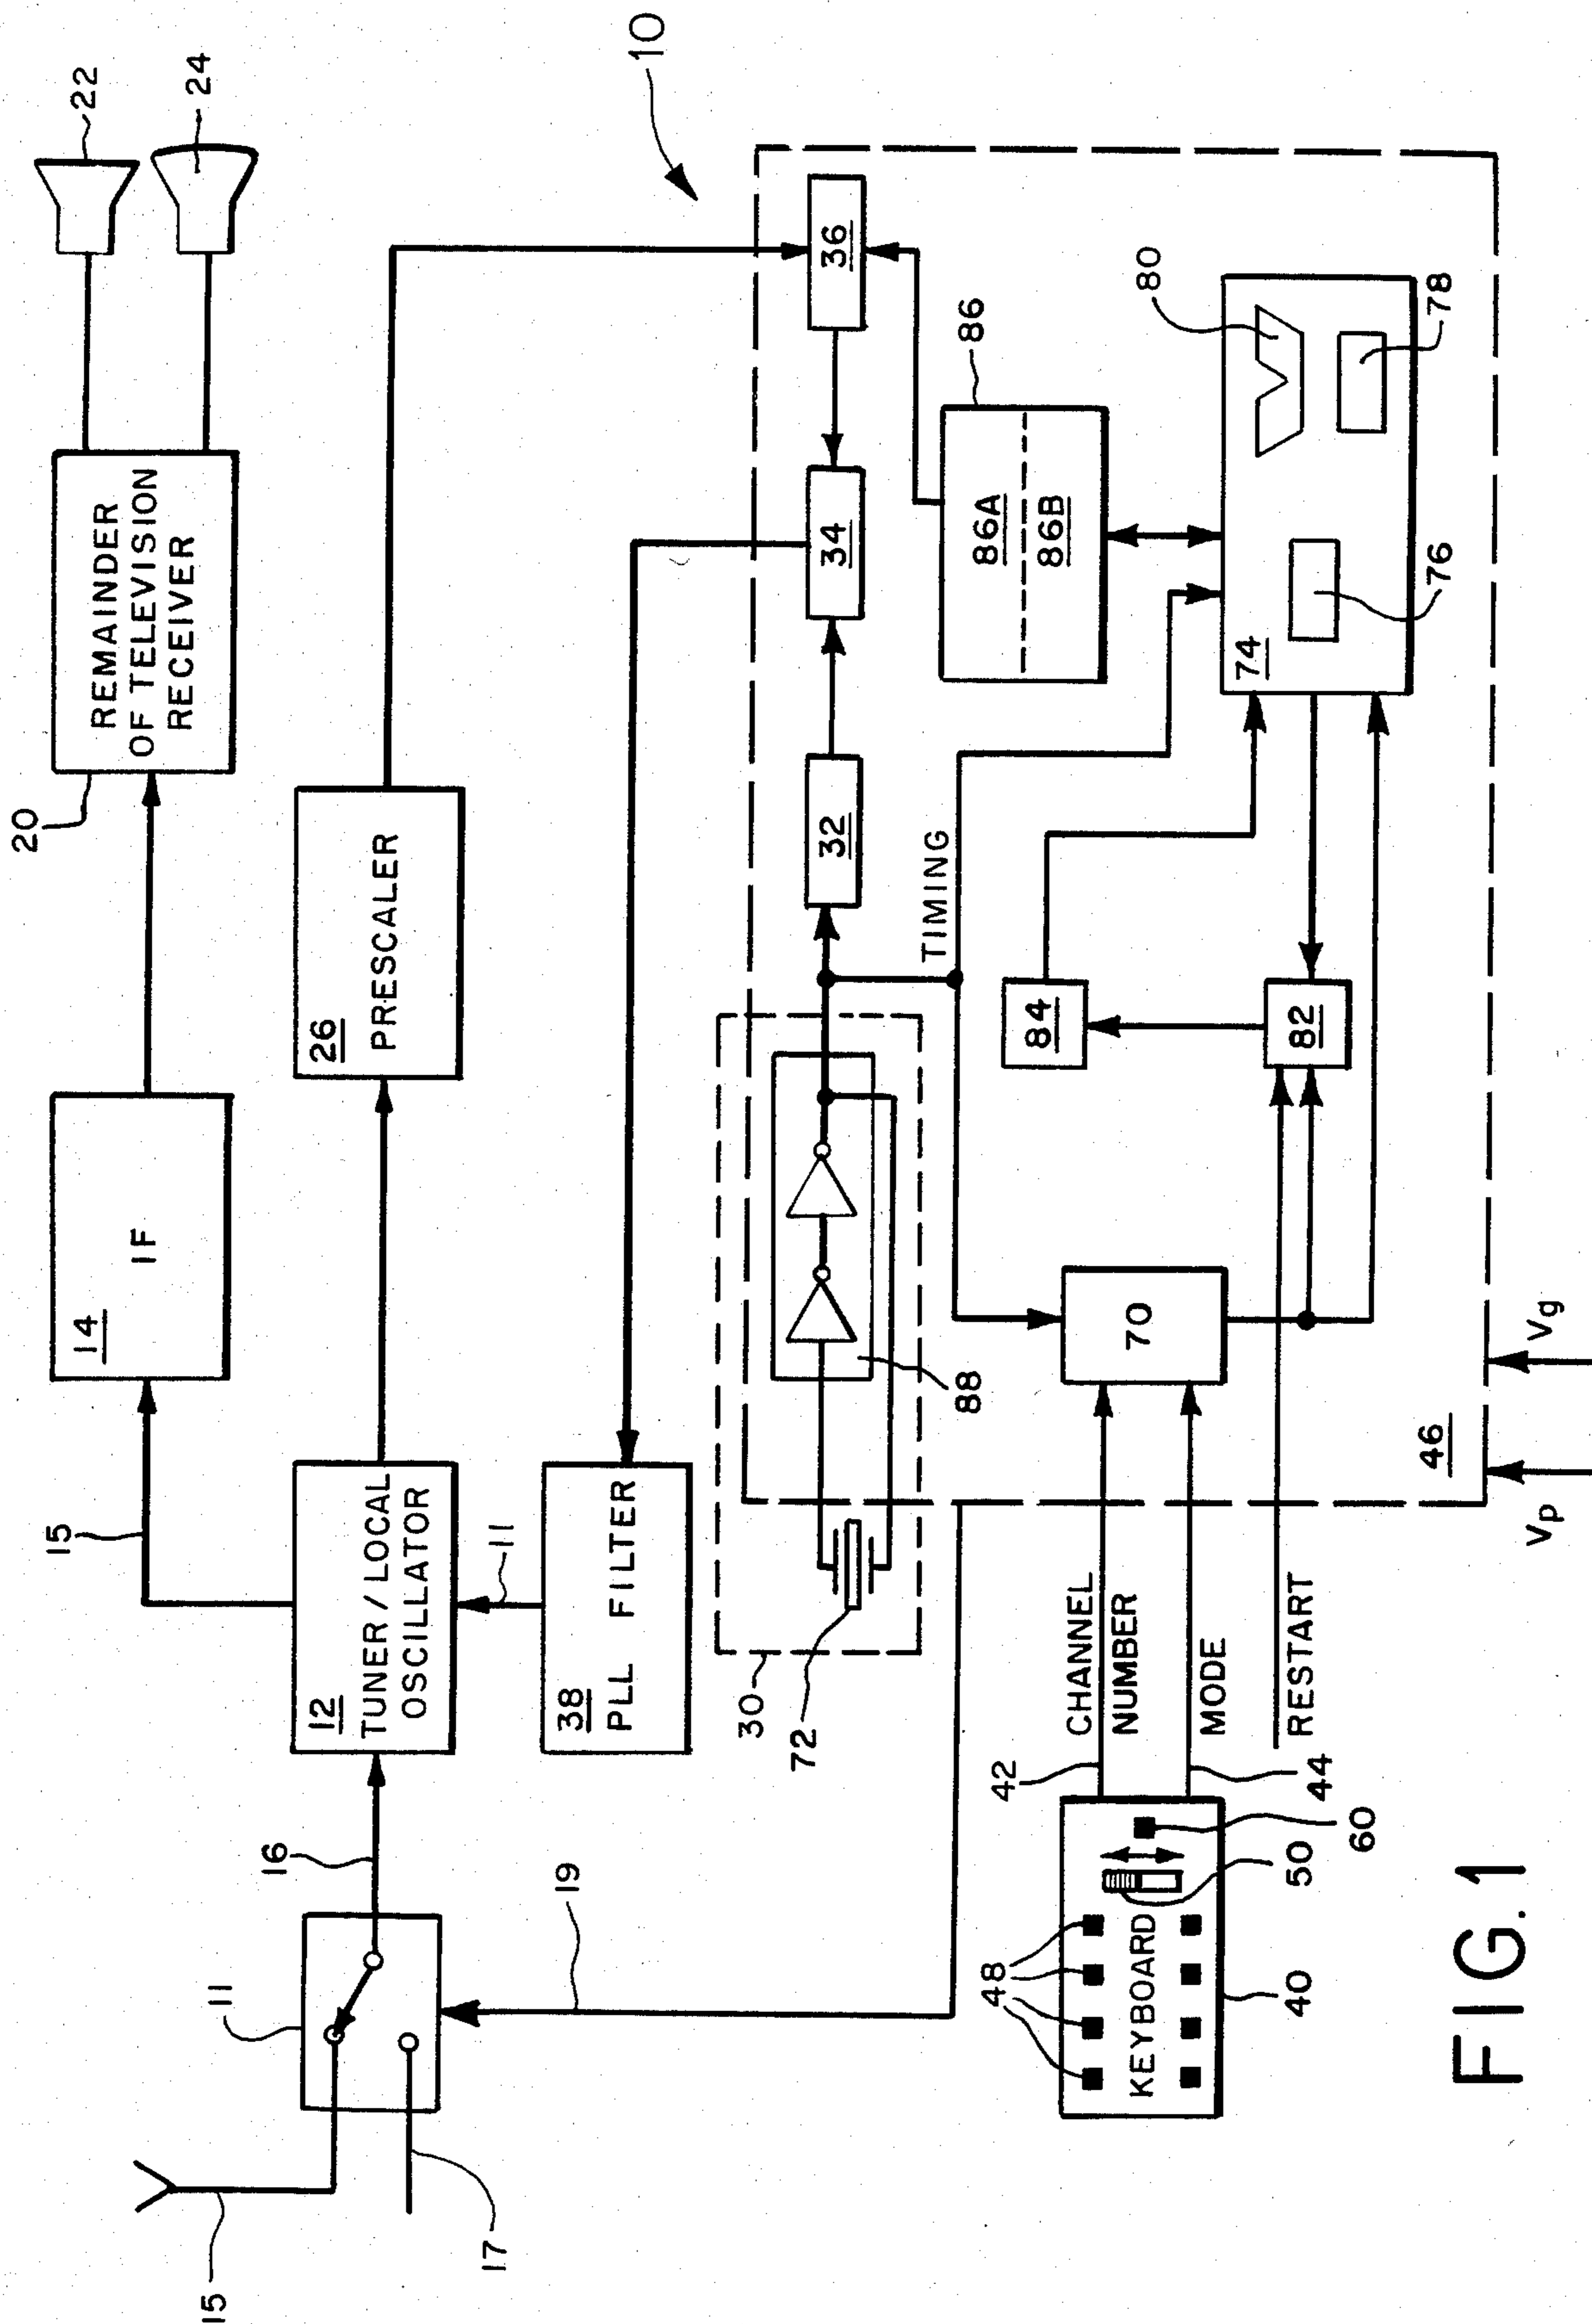 15
17
11
16
19
12
TUNER / LOCAL
OSCILLATOR
15
14
IF
20
REMAINDER
OF TELEVISION
RECEIVER
22
24
26
PRESCALER
11
38
PLL FILTER
10
30
72
88
32
34
36
TIMING
86
86A
86B
84
82
74
76
78
80
70
40
KEYBOARD
48
50
60
42
CHANNEL
NUMBER
44
MODE
RESTART
46
Vp
Vg
FIG. 1